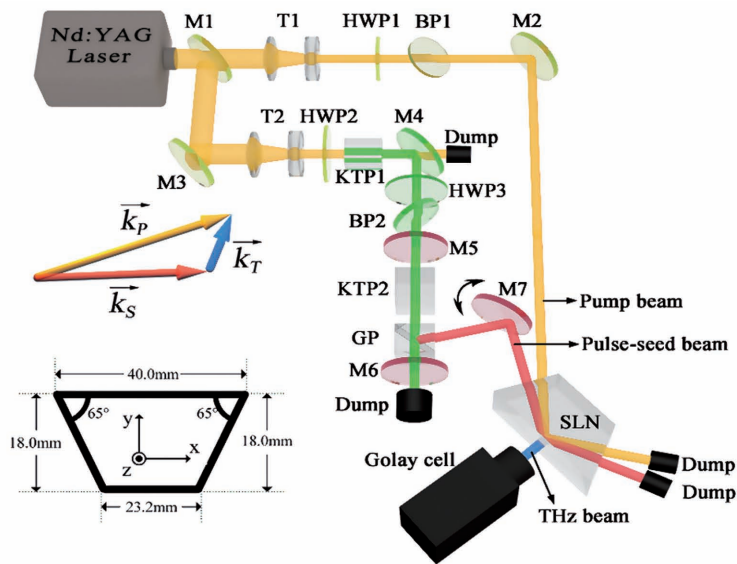 M1
T1
HWP1
BP1
M2
Nd:YAG
Laser
T2
HWP2
M4
Dump
M3
KTP1
HWP3
BP2
k_P
k_T
k_S
M5
KTP2
M7
Pump beam
GP
Pulse-seed beam
M6
Dump
40.0mm
65°
65°
SLN
18.0mm
y
x
z
18.0mm
Golay cell
Dump
Dump
23.2mm
THz beam